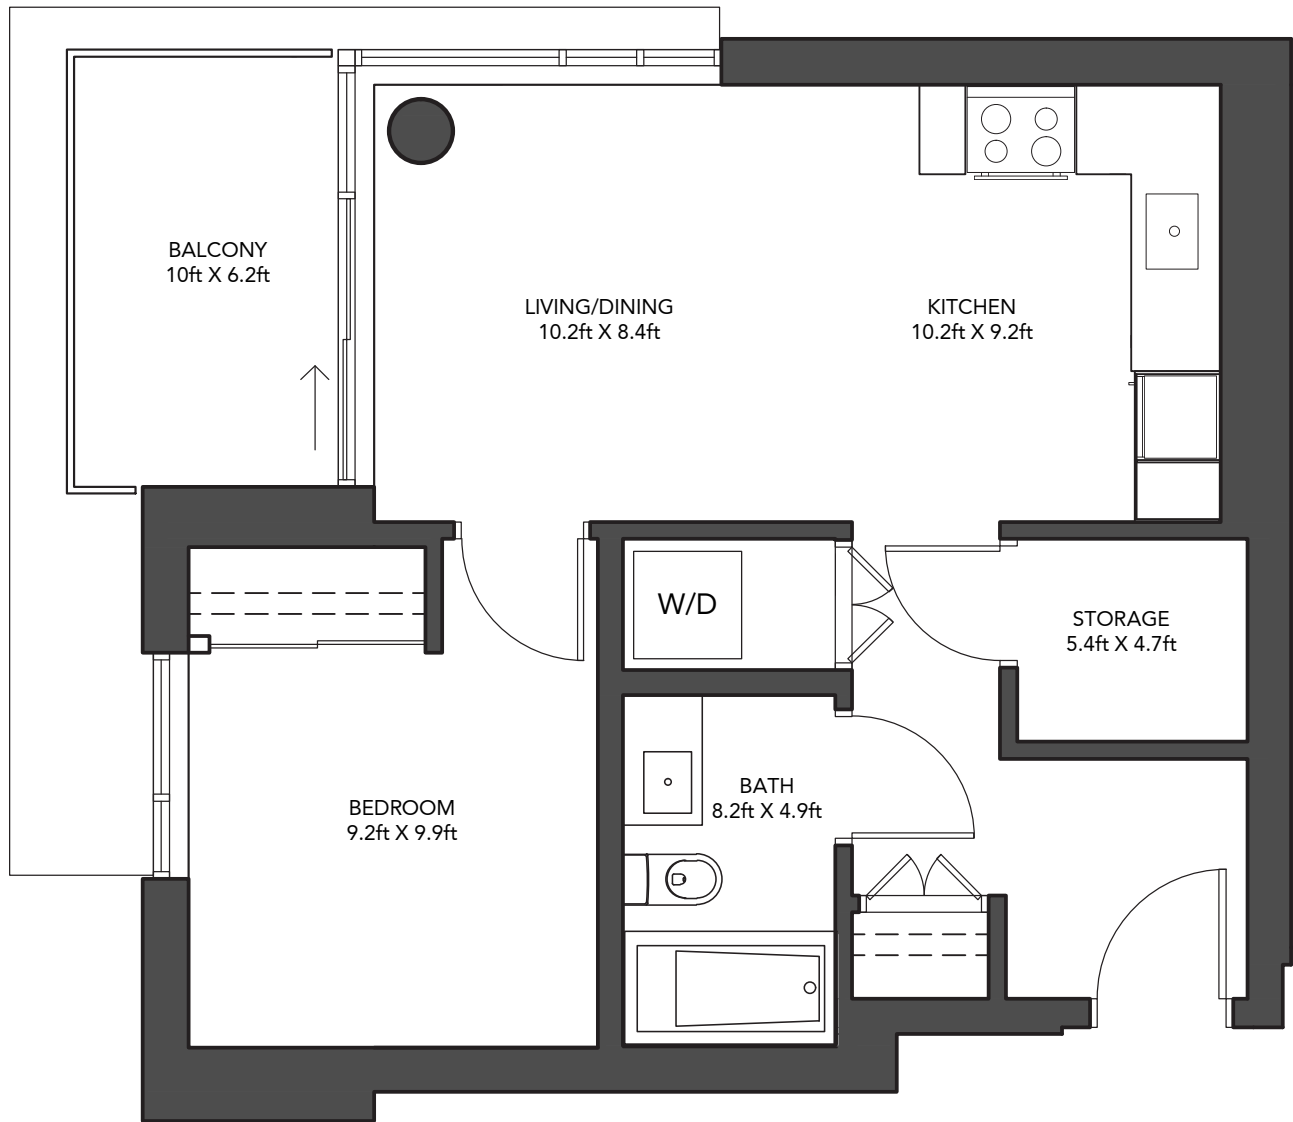 BALCONY
10ft X 6.2ft
LIVING/DINING
10.2ft X 8.4ft
KITCHEN
10.2ft X 9.2ft
W/D
STORAGE
5.4ft X 4.7ft
BATH
8.2ft X 4.9ft
BEDROOM
9.2ft X 9.9ft